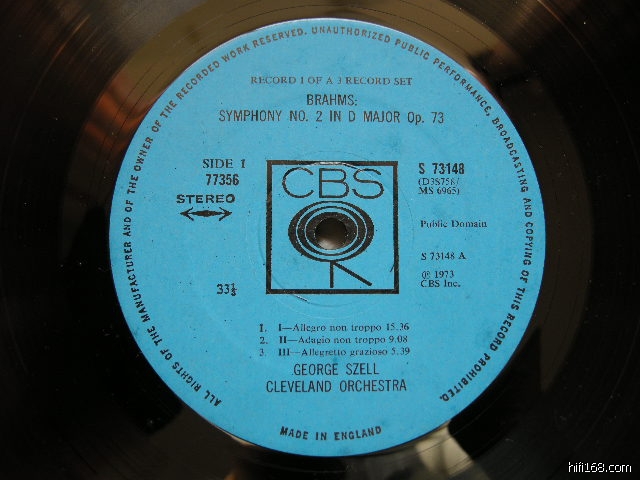 ALL RIGHTS OF THE MANUFACTURER AND OF THE OWNER OF THE RECORDED WORK RESERVED. UNAUTHORIZED PUBLIC PERFORMANCE, BROADCASTING AND COPYING OF THIS RECORD PROHIBITED.
RECORD 1 OF A 3 RECORD SET
BRAHMS:
SYMPHONY NO. 2 IN D MAJOR Op. 73
SIDE 1
77356
STEREO
33⅓
CBS
S 73148
(D3S758/
MS 6965)
Public Domain
S 73148 A
℗ 1973
CBS Inc.
1. I—Allegro non troppo 15.36
2. II—Adagio non troppo 9.08
3. III—Allegretto grazioso 5.39
GEORGE SZELL
CLEVELAND ORCHESTRA
MADE IN ENGLAND
hifi168.com